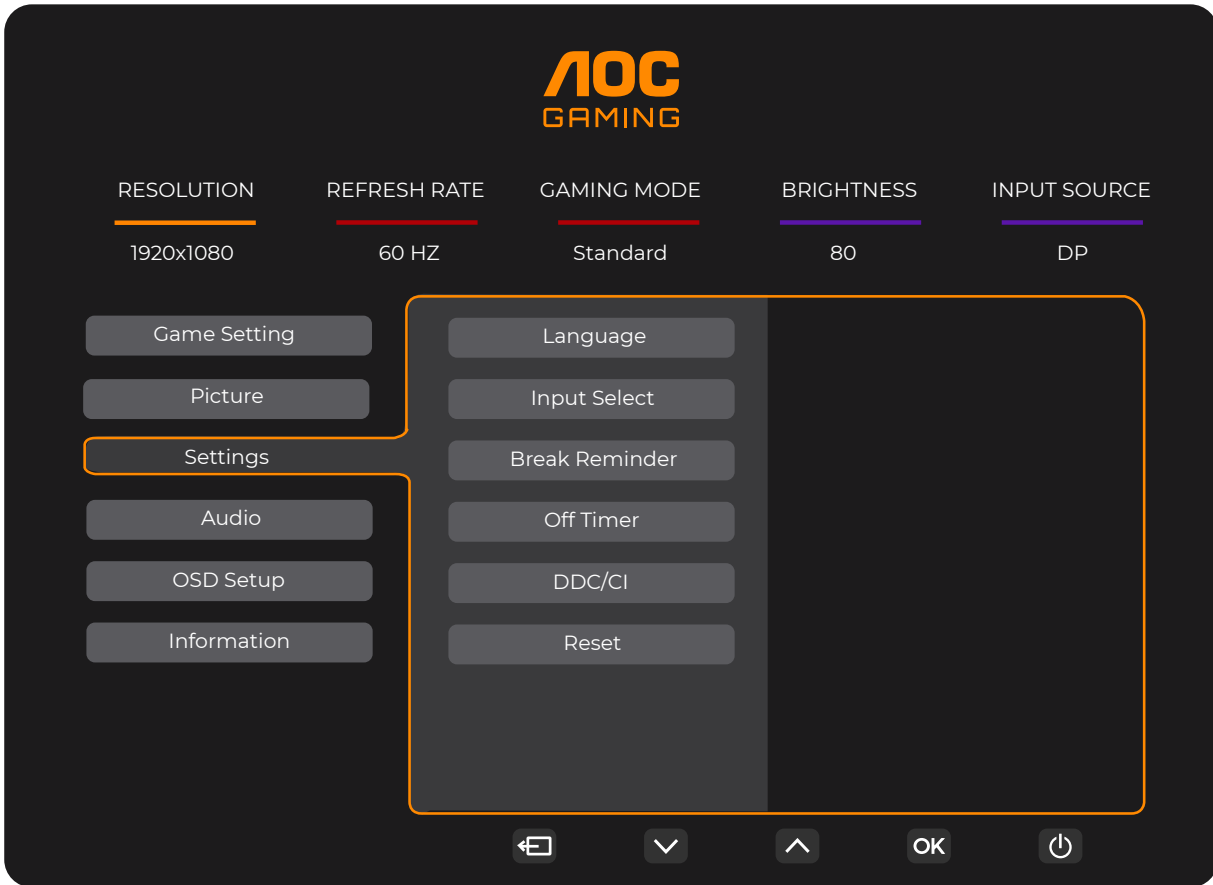 AOC
GAMING
RESOLUTION REFRESH RATE GAMING MODE BRIGHTNESS INPUT SOURCE
1920x1080 60 HZ Standard 80 DP
Game Setting
Picture
Settings
Audio
OSD Setup
Information
Language
Input Select
Break Reminder
Off Timer
DDC/CI
Reset
OK